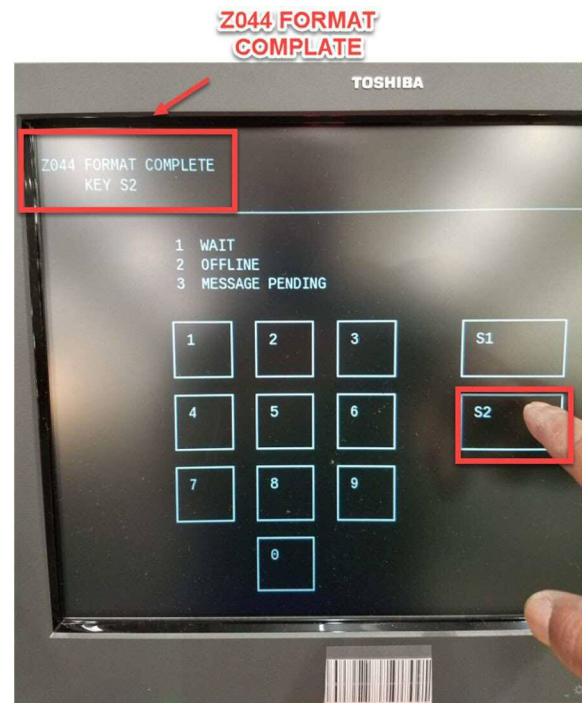 Z044 FORMAT
COMPLATE
TOSHIBA
Z044 FORMAT COMPLETE
KEY S2
1 WAIT
2 OFFLINE
3 MESSAGE PENDING
1 2 3 S1
4 5 6 S2
7 8 9
0